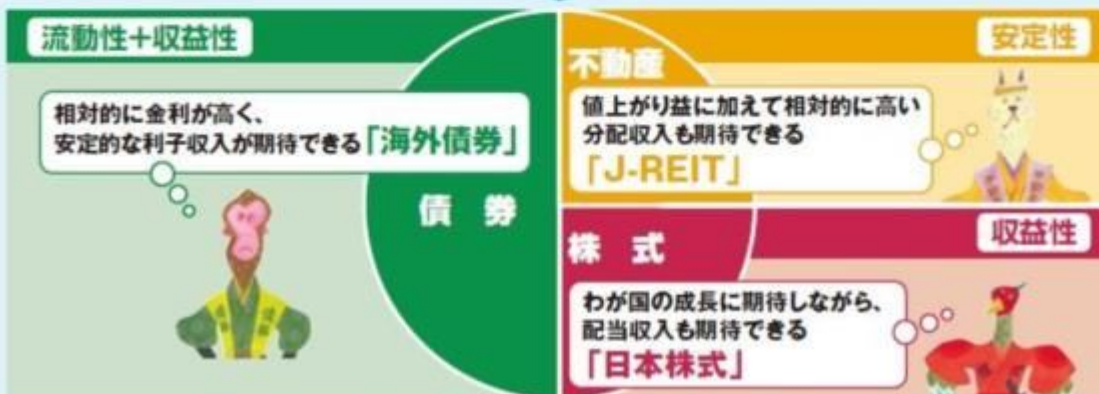 流動性+収益性
相対的に金利が高く、
安定的な利子収入が期待できる「海外債券」
債券
不動産
安定性
値上がり益に加えて相対的に高い
分配収入も期待できる
「J-REIT」
株式
収益性
わが国の成長に期待しながら、
配当収入も期待できる
「日本株式」